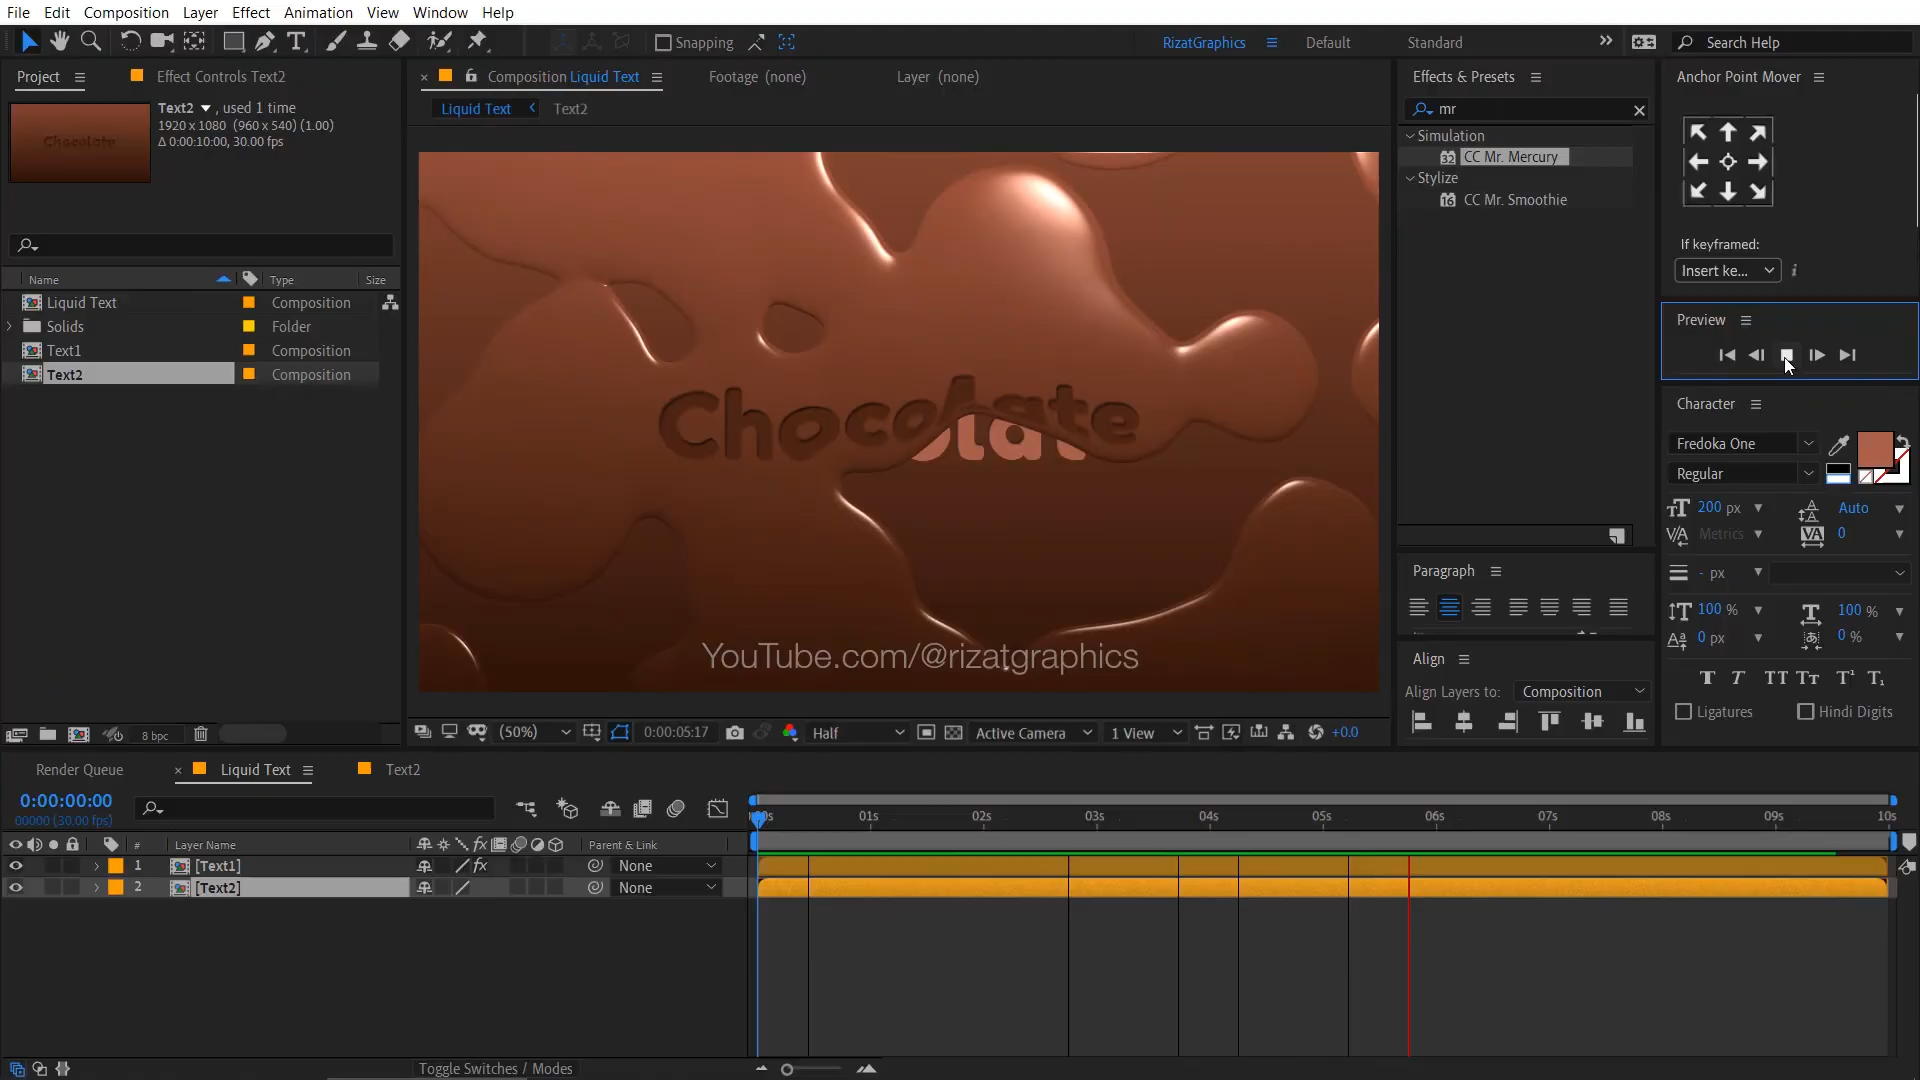 File Edit Composition Layer Effect Animation View Window Help
Snapping
RizatGraphics Default Standard Search Help
Project Effect Controls Text2
Text2 , used 1 time
1920 x 1080 (960 x 540) (1.00)
Δ 0:00:10:00, 30.00 fps
Name Type Size
Liquid Text Composition
Solids Folder
Text1 Composition
Text2 Composition
8 bpc
Composition Liquid Text Footage (none) Layer (none)
Liquid Text Text2
Chocolate
YouTube.com/@rizatgraphics
(50%) 0:00:05:17 Half Active Camera 1 View +0.0
Effects & Presets
mr
Simulation
32 CC Mr. Mercury
Stylize
16 CC Mr. Smoothie
Paragraph
Align
Align Layers to: Composition
Anchor Point Mover
If keyframed:
Insert ke...
Preview
Character
Fredoka One
Regular
200 px Auto
Metrics 0
- px
100 % 100 %
0 px 0 %
Ligatures Hindi Digits
Render Queue Liquid Text Text2
0:00:00:00
00000 (30.00 fps)
01s 02s 03s 04s 05s 06s 07s 08s 09s 10s
# Layer Name Parent & Link
1 [Text1] None
2 [Text2] None
Toggle Switches / Modes